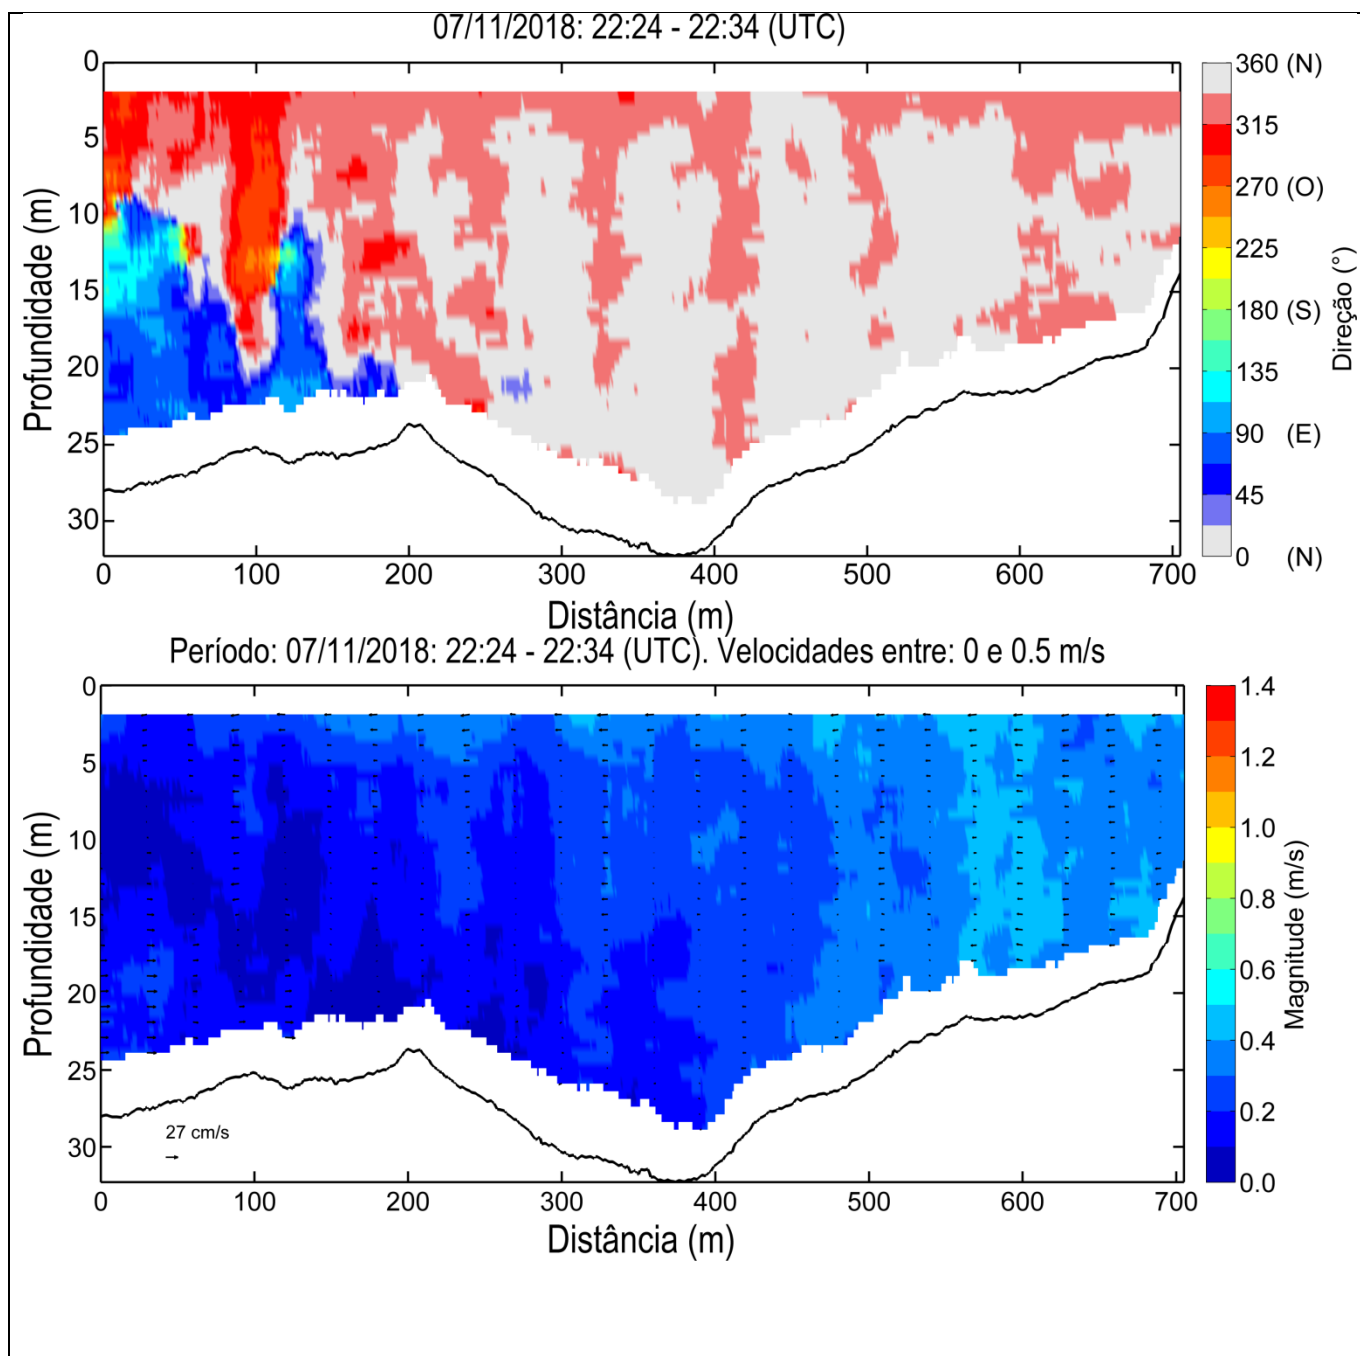 07/11/2018: 22:24 - 22:34 (UTC)
0
5
10
15
20
25
30
Profundidade (m)
0 100 200 300 400 500 600 700
Distância (m)
360 (N)
315
270 (O)
225
180 (S)
135
90 (E)
45
0 (N)
Direção (°)
Período: 07/11/2018: 22:24 - 22:34 (UTC). Velocidades entre: 0 e 0.5 m/s
0
5
10
15
20
25
30
Profundidade (m)
27 cm/s
0 100 200 300 400 500 600 700
Distância (m)
1.4
1.2
1.0
0.8
0.6
0.4
0.2
0.0
Magnitude (m/s)